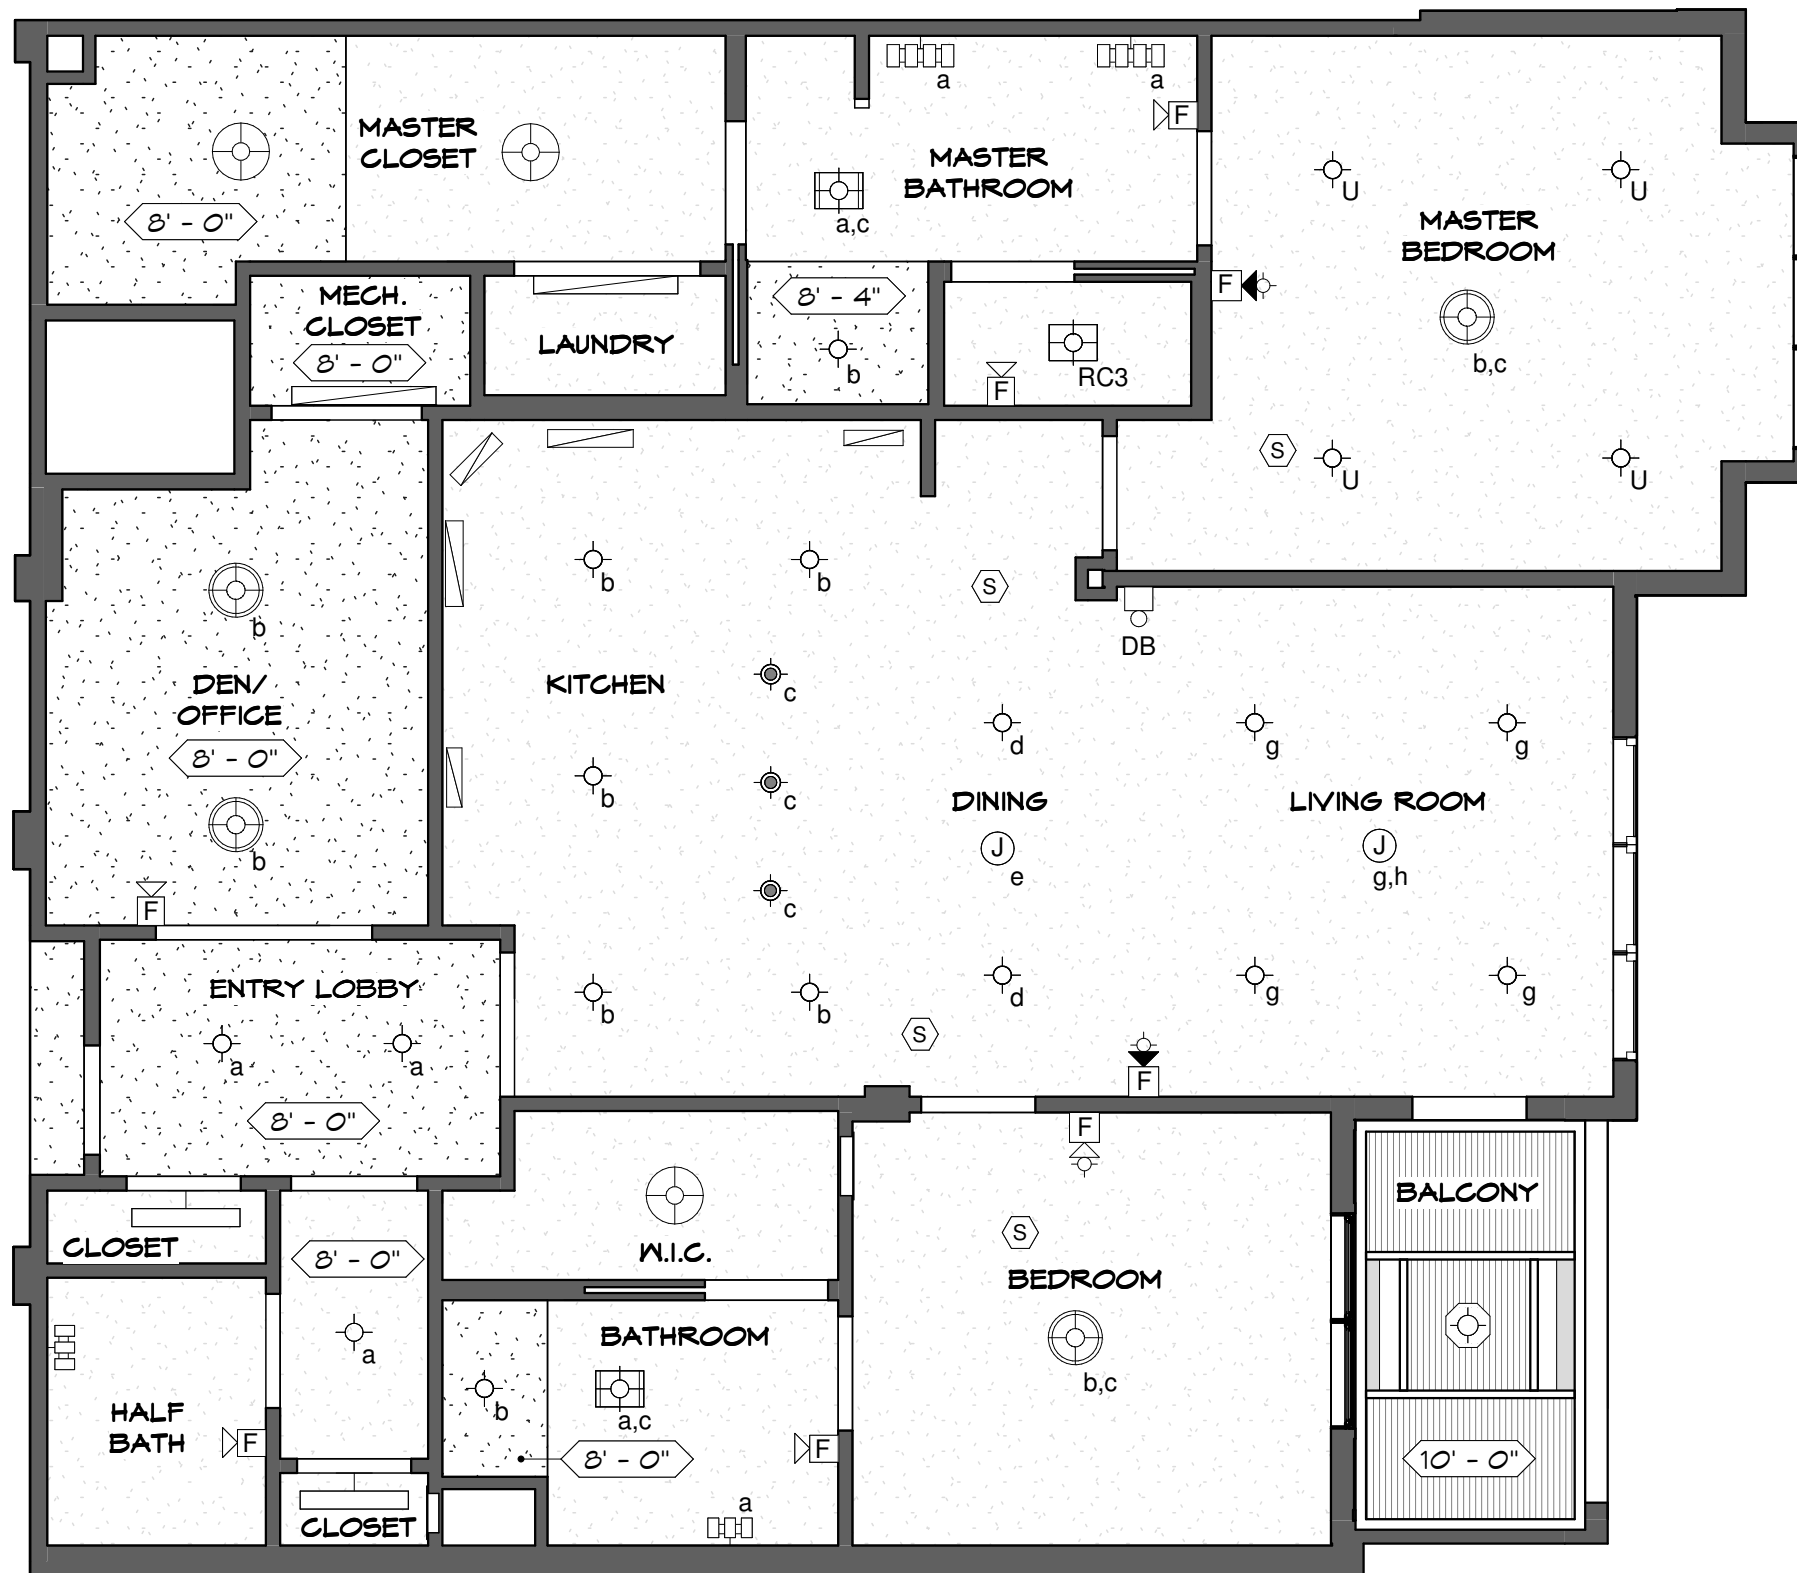 a
a
F
MASTER
CLOSET
MASTER
BATHROOM
a,c
U
U
8' - 0"
MASTER
BEDROOM
F
MECH.
CLOSET
8' - 0"
LAUNDRY
8' - 4"
b
RC3
F
b,c
S
U
U
b
b
S
b
DB
DEN/
OFFICE
8' - 0"
KITCHEN
c
d
g
g
b
c
DINING
LIVING ROOM
b
J
e
J
g,h
F
c
ENTRY LOBBY
b
b
d
g
g
a
a
S
8' - 0"
F
F
BALCONY
CLOSET
8' - 0"
W.I.C.
S
BEDROOM
a
BATHROOM
b,c
HALF
BATH
F
b
a,c
8' - 0"
F
10' - 0"
CLOSET
a